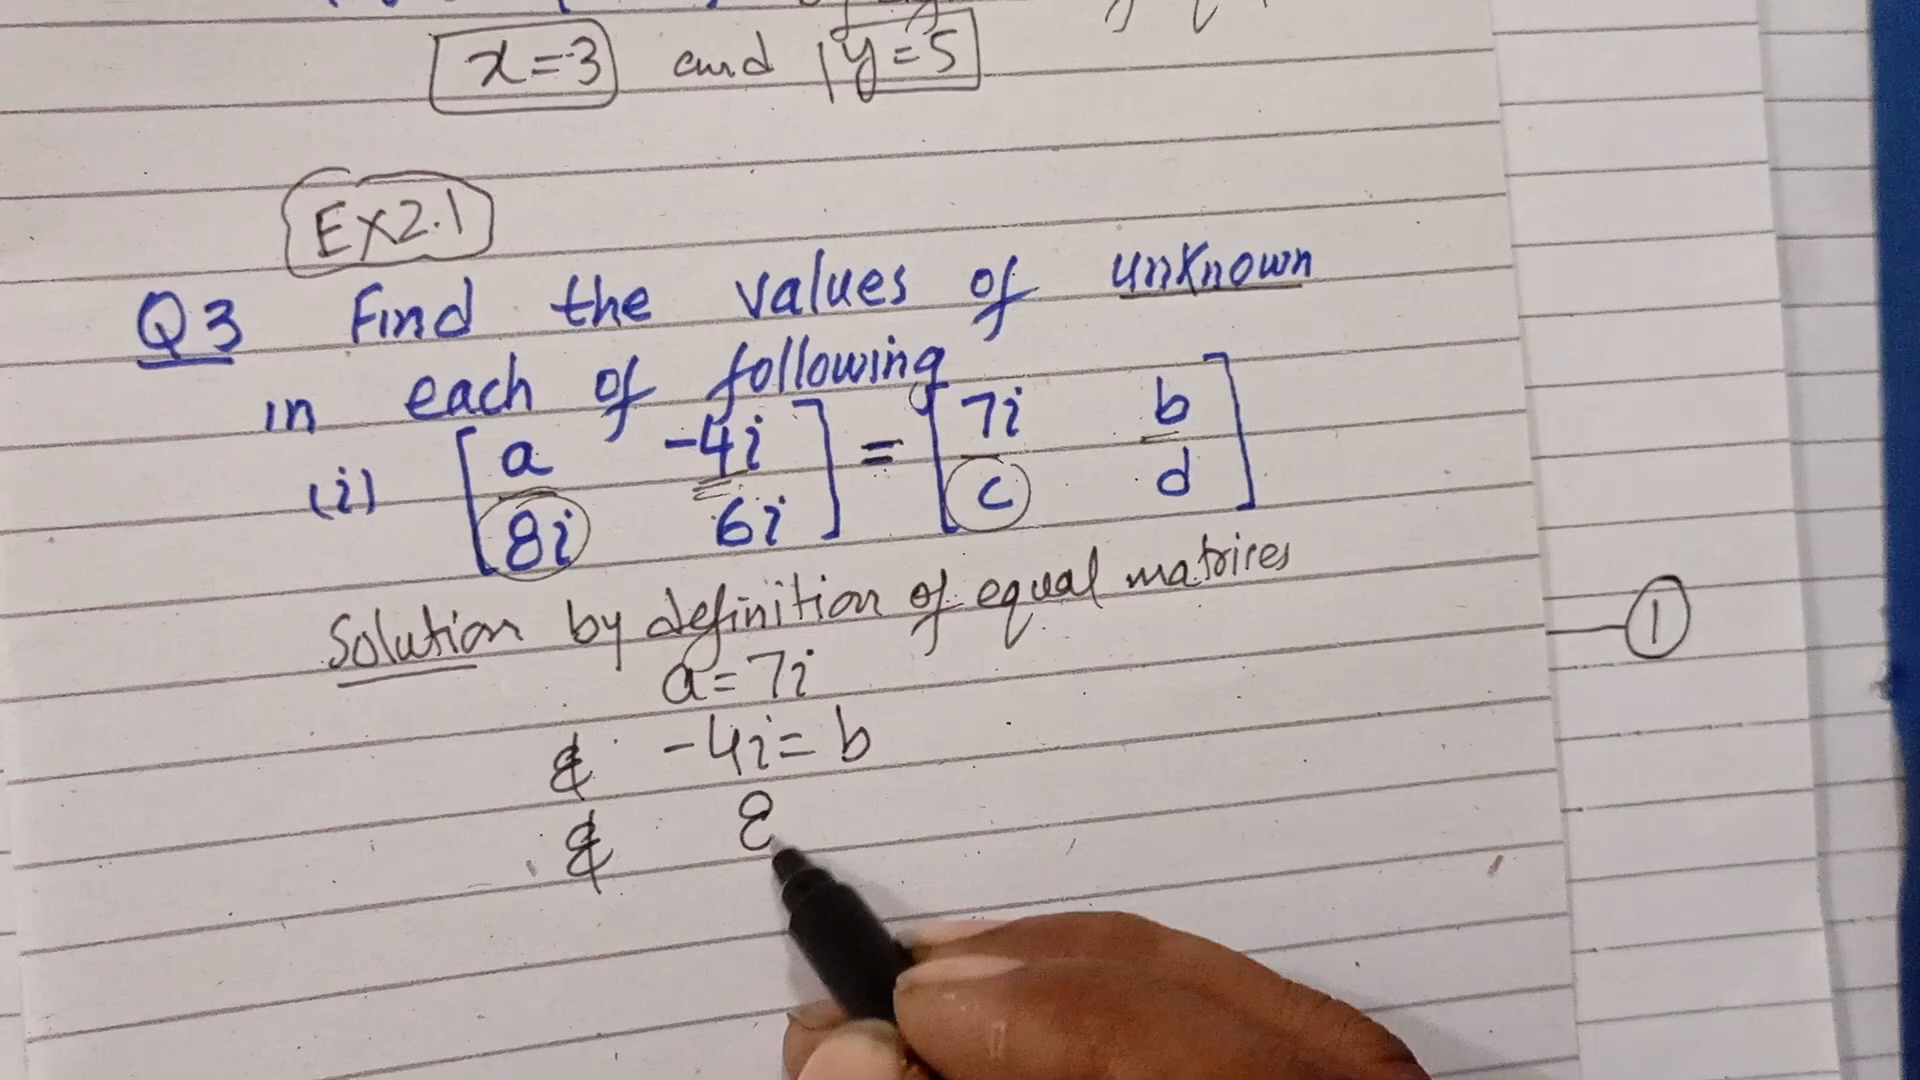 x=3 and y=5
Ex2.1
Q3 Find the values of unknown
in each of following
(i) [a -4i] = [7i b]
[8i 6i] [c d]
Solution by definition of equal matrices
a=7i
& -4i=b
& 8
1